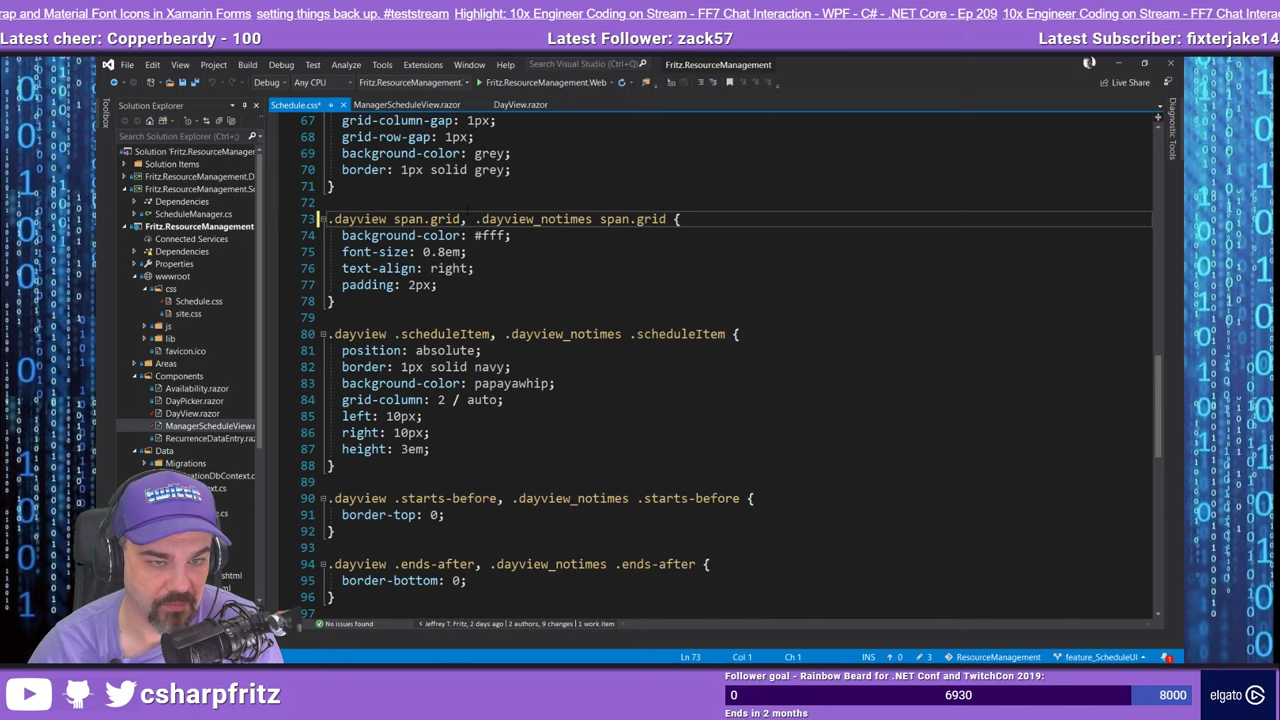 rap and Material Font Icons in Xamarin Forms setting things back up. #teststream Highlight: 10x Engineer Coding on Stream - FF7 Chat Interaction - WPF - C# - .NET Core - Ep 209 10x Engineer Coding on Stream - FF7 Chat Interac
Latest cheer: Copperbeardy - 100 Latest Follower: zack57 Latest Subscriber: fixterjake14
File Edit View Project Build Debug Test Analyze Tools Extensions Window Help Search Visual Studio (Ctrl+Q) Fritz.ResourceManagement
Debug Any CPU Fritz.ResourceManagement. Fritz.ResourceManagement.Web Live Share
Toolbox
Solution Explorer
Search Solution Explorer (Ctrl+;)
Solution 'Fritz.ResourceManager
Solution Items
Fritz.ResourceManagement.D
Fritz.ResourceManagement.Sc
Dependencies
ScheduleManager.cs
Fritz.ResourceManagement
Connected Services
Dependencies
Properties
wwwroot
css
Schedule.css
site.css
js
lib
favicon.ico
Areas
Components
Availability.razor
DayPicker.razor
DayView.razor
ManagerScheduleView.r
RecurrenceDataEntry.raz
Data
Migrations
Schedule.css* ManagerScheduleView.razor DayView.razor
67 grid-column-gap: 1px;
68 grid-row-gap: 1px;
69 background-color: grey;
70 border: 1px solid grey;
71 }
72
73 .dayview span.grid, .dayview_notimes span.grid {
74 background-color: #fff;
75 font-size: 0.8em;
76 text-align: right;
77 padding: 2px;
78 }
79
80 .dayview .scheduleItem, .dayview_notimes .scheduleItem {
81 position: absolute;
82 border: 1px solid navy;
83 background-color: papayawhip;
84 grid-column: 2 / auto;
85 left: 10px;
86 right: 10px;
87 height: 3em;
88 }
89
90 .dayview .starts-before, .dayview_notimes .starts-before {
91 border-top: 0;
92 }
93
94 .dayview .ends-after, .dayview_notimes .ends-after {
95 border-bottom: 0;
96 }
97
Diagnostic Tools
No issues found Jeffrey T. Fritz, 2 days ago | 2 authors, 9 changes | 1 work item
Ln 73 Col 1 Ch 1 INS 0 3 ResourceManagement feature_ScheduleUI 1
twitch
csharpfritz
Follower goal - Rainbow Beard for .NET Conf and TwitchCon 2019:
0 6930 8000
Ends in 2 months
elgato